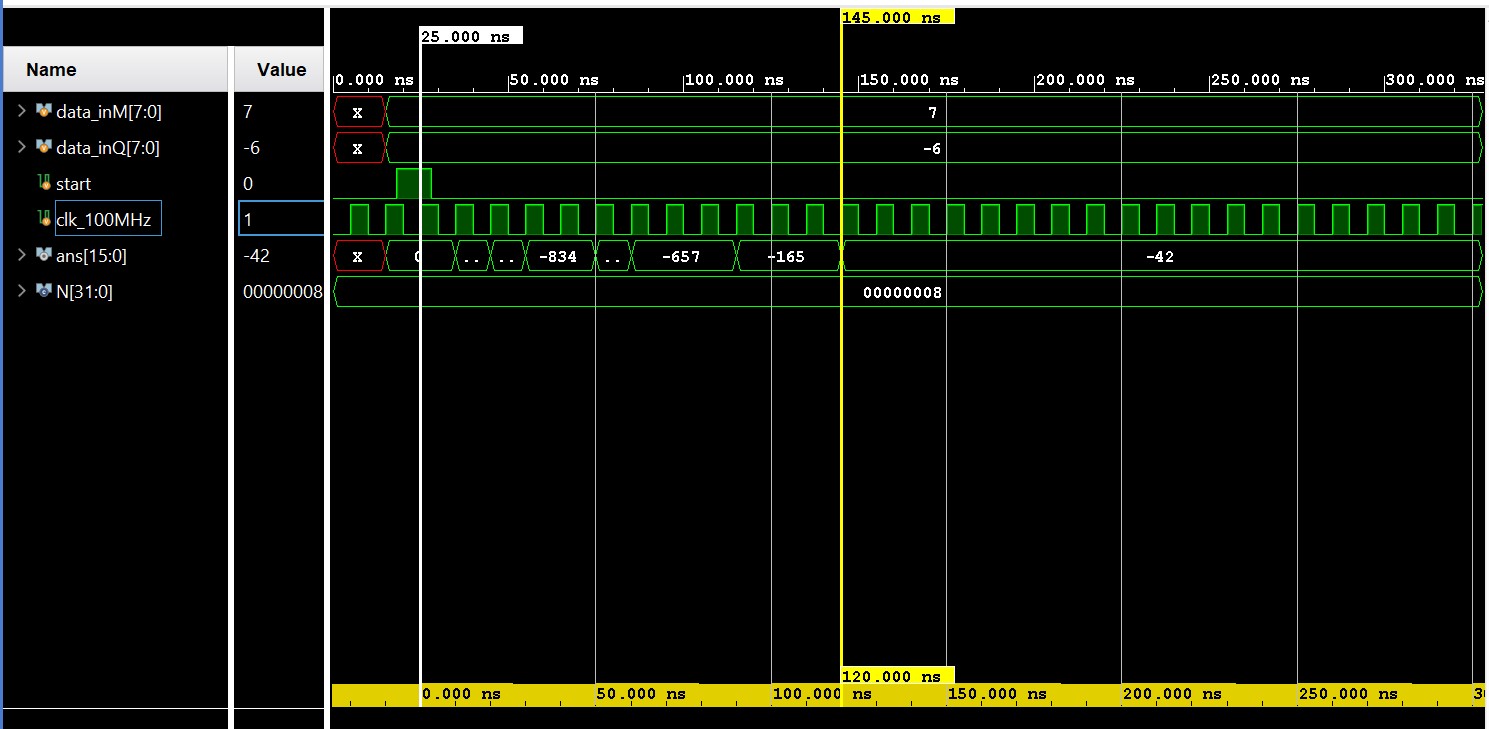 145.000 ns
25.000 ns
Name Value
0.000 ns 50.000 ns 100.000 ns 150.000 ns 200.000 ns 250.000 ns 300.000 ns
data_inM[7:0] 7 X 7
data_inQ[7:0] -6 X -6
start 0
clk_100MHz 1
ans[15:0] -42 X 0 .. .. -834 .. -657 -165 -42
N[31:0] 00000008 00000008
120.000 ns
0.000 ns 50.000 ns 100.000 ns 150.000 ns 200.000 ns 250.000 ns